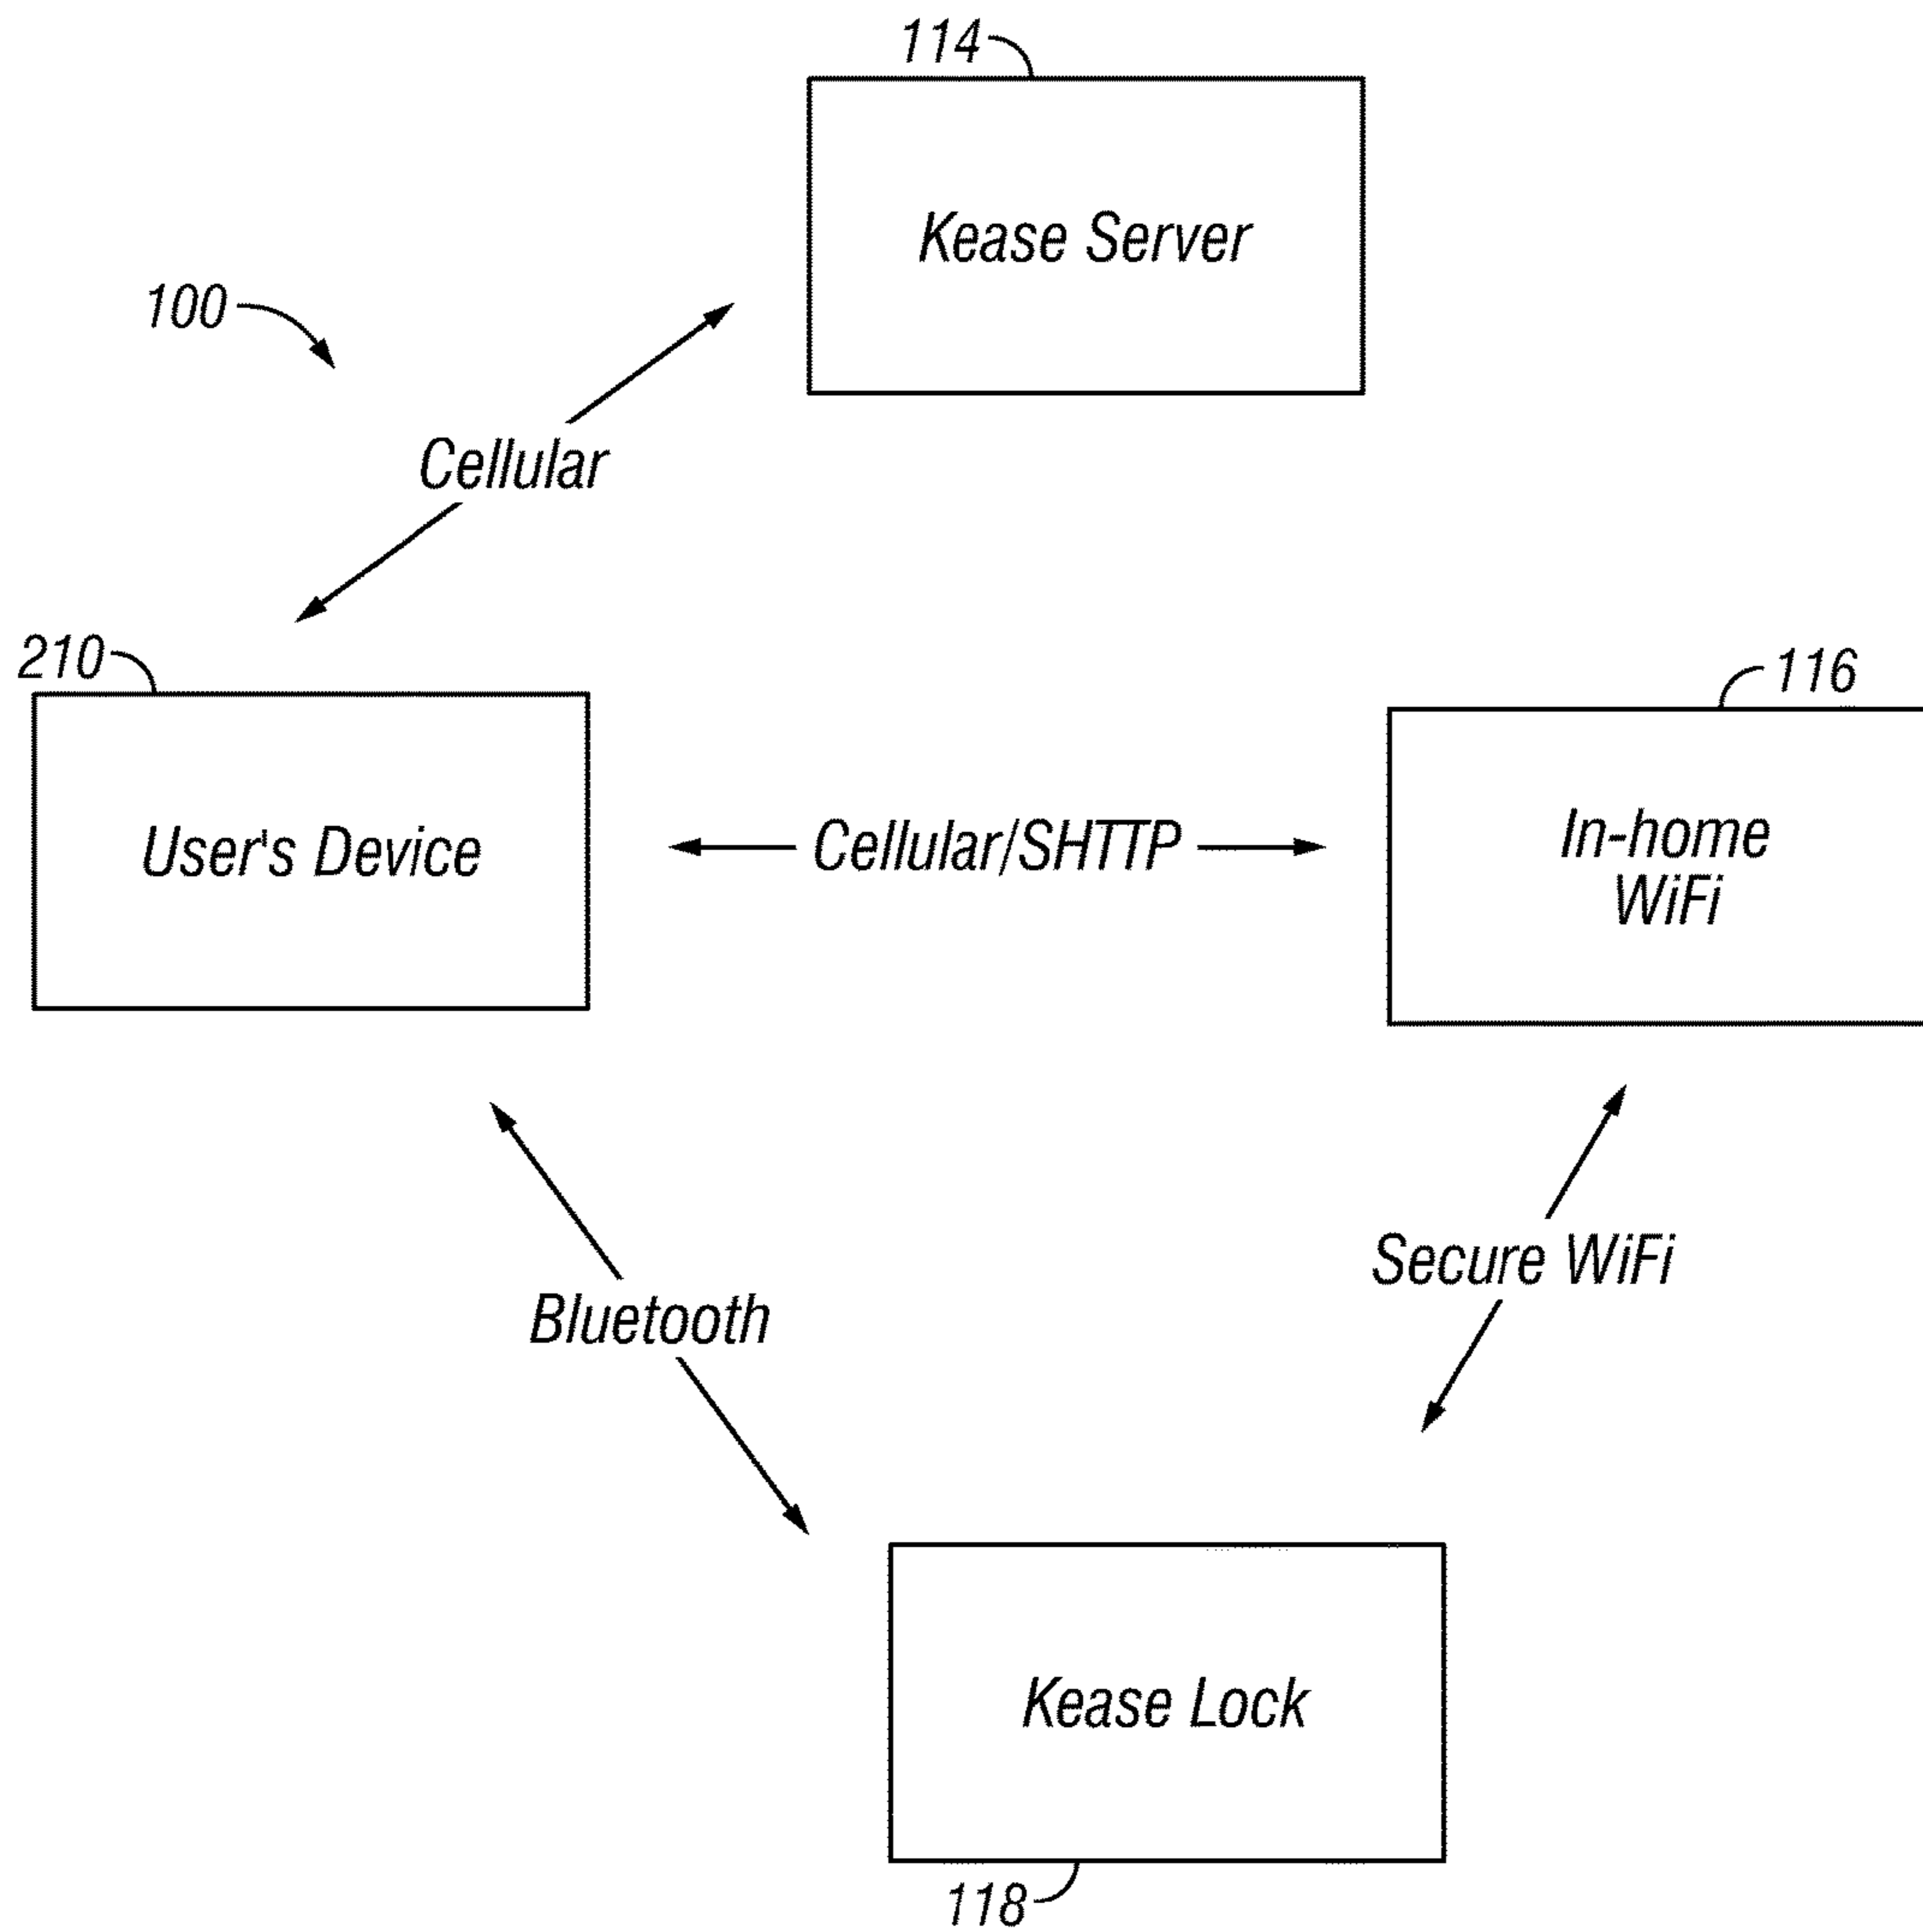 114
Kease Server
100
Cellular
210
116
User's Device
Cellular/SHTTP
In-home
WiFi
Secure WiFi
Bluetooth
Kease Lock
118